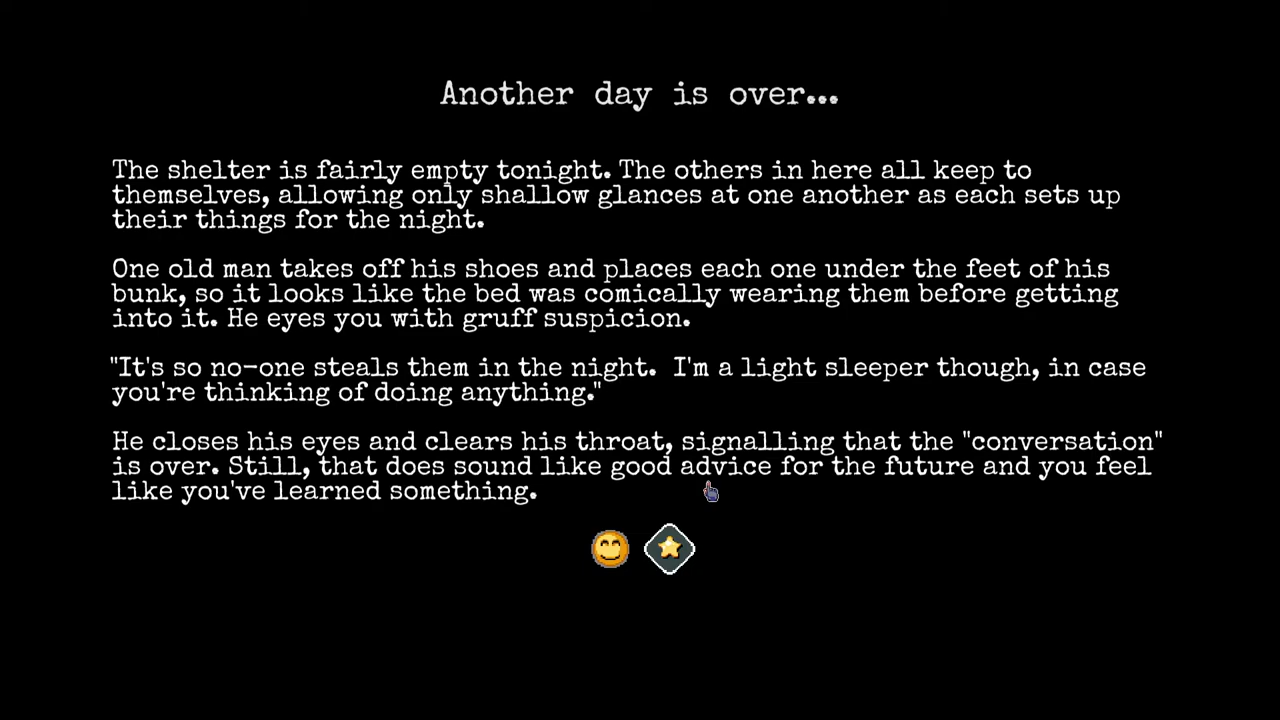 Another day is over...
The shelter is fairly empty tonight. The others in here all keep to
themselves, allowing only shallow glances at one another as each sets up
their things for the night.
One old man takes off his shoes and places each one under the feet of his
bunk, so it looks like the bed was comically wearing them before getting
into it. He eyes you with gruff suspicion.
"It's so no-one steals them in the night.  I'm a light sleeper though, in case
you're thinking of doing anything."
He closes his eyes and clears his throat, signalling that the "conversation"
is over. Still, that does sound like good advice for the future and you feel
like you've learned something.